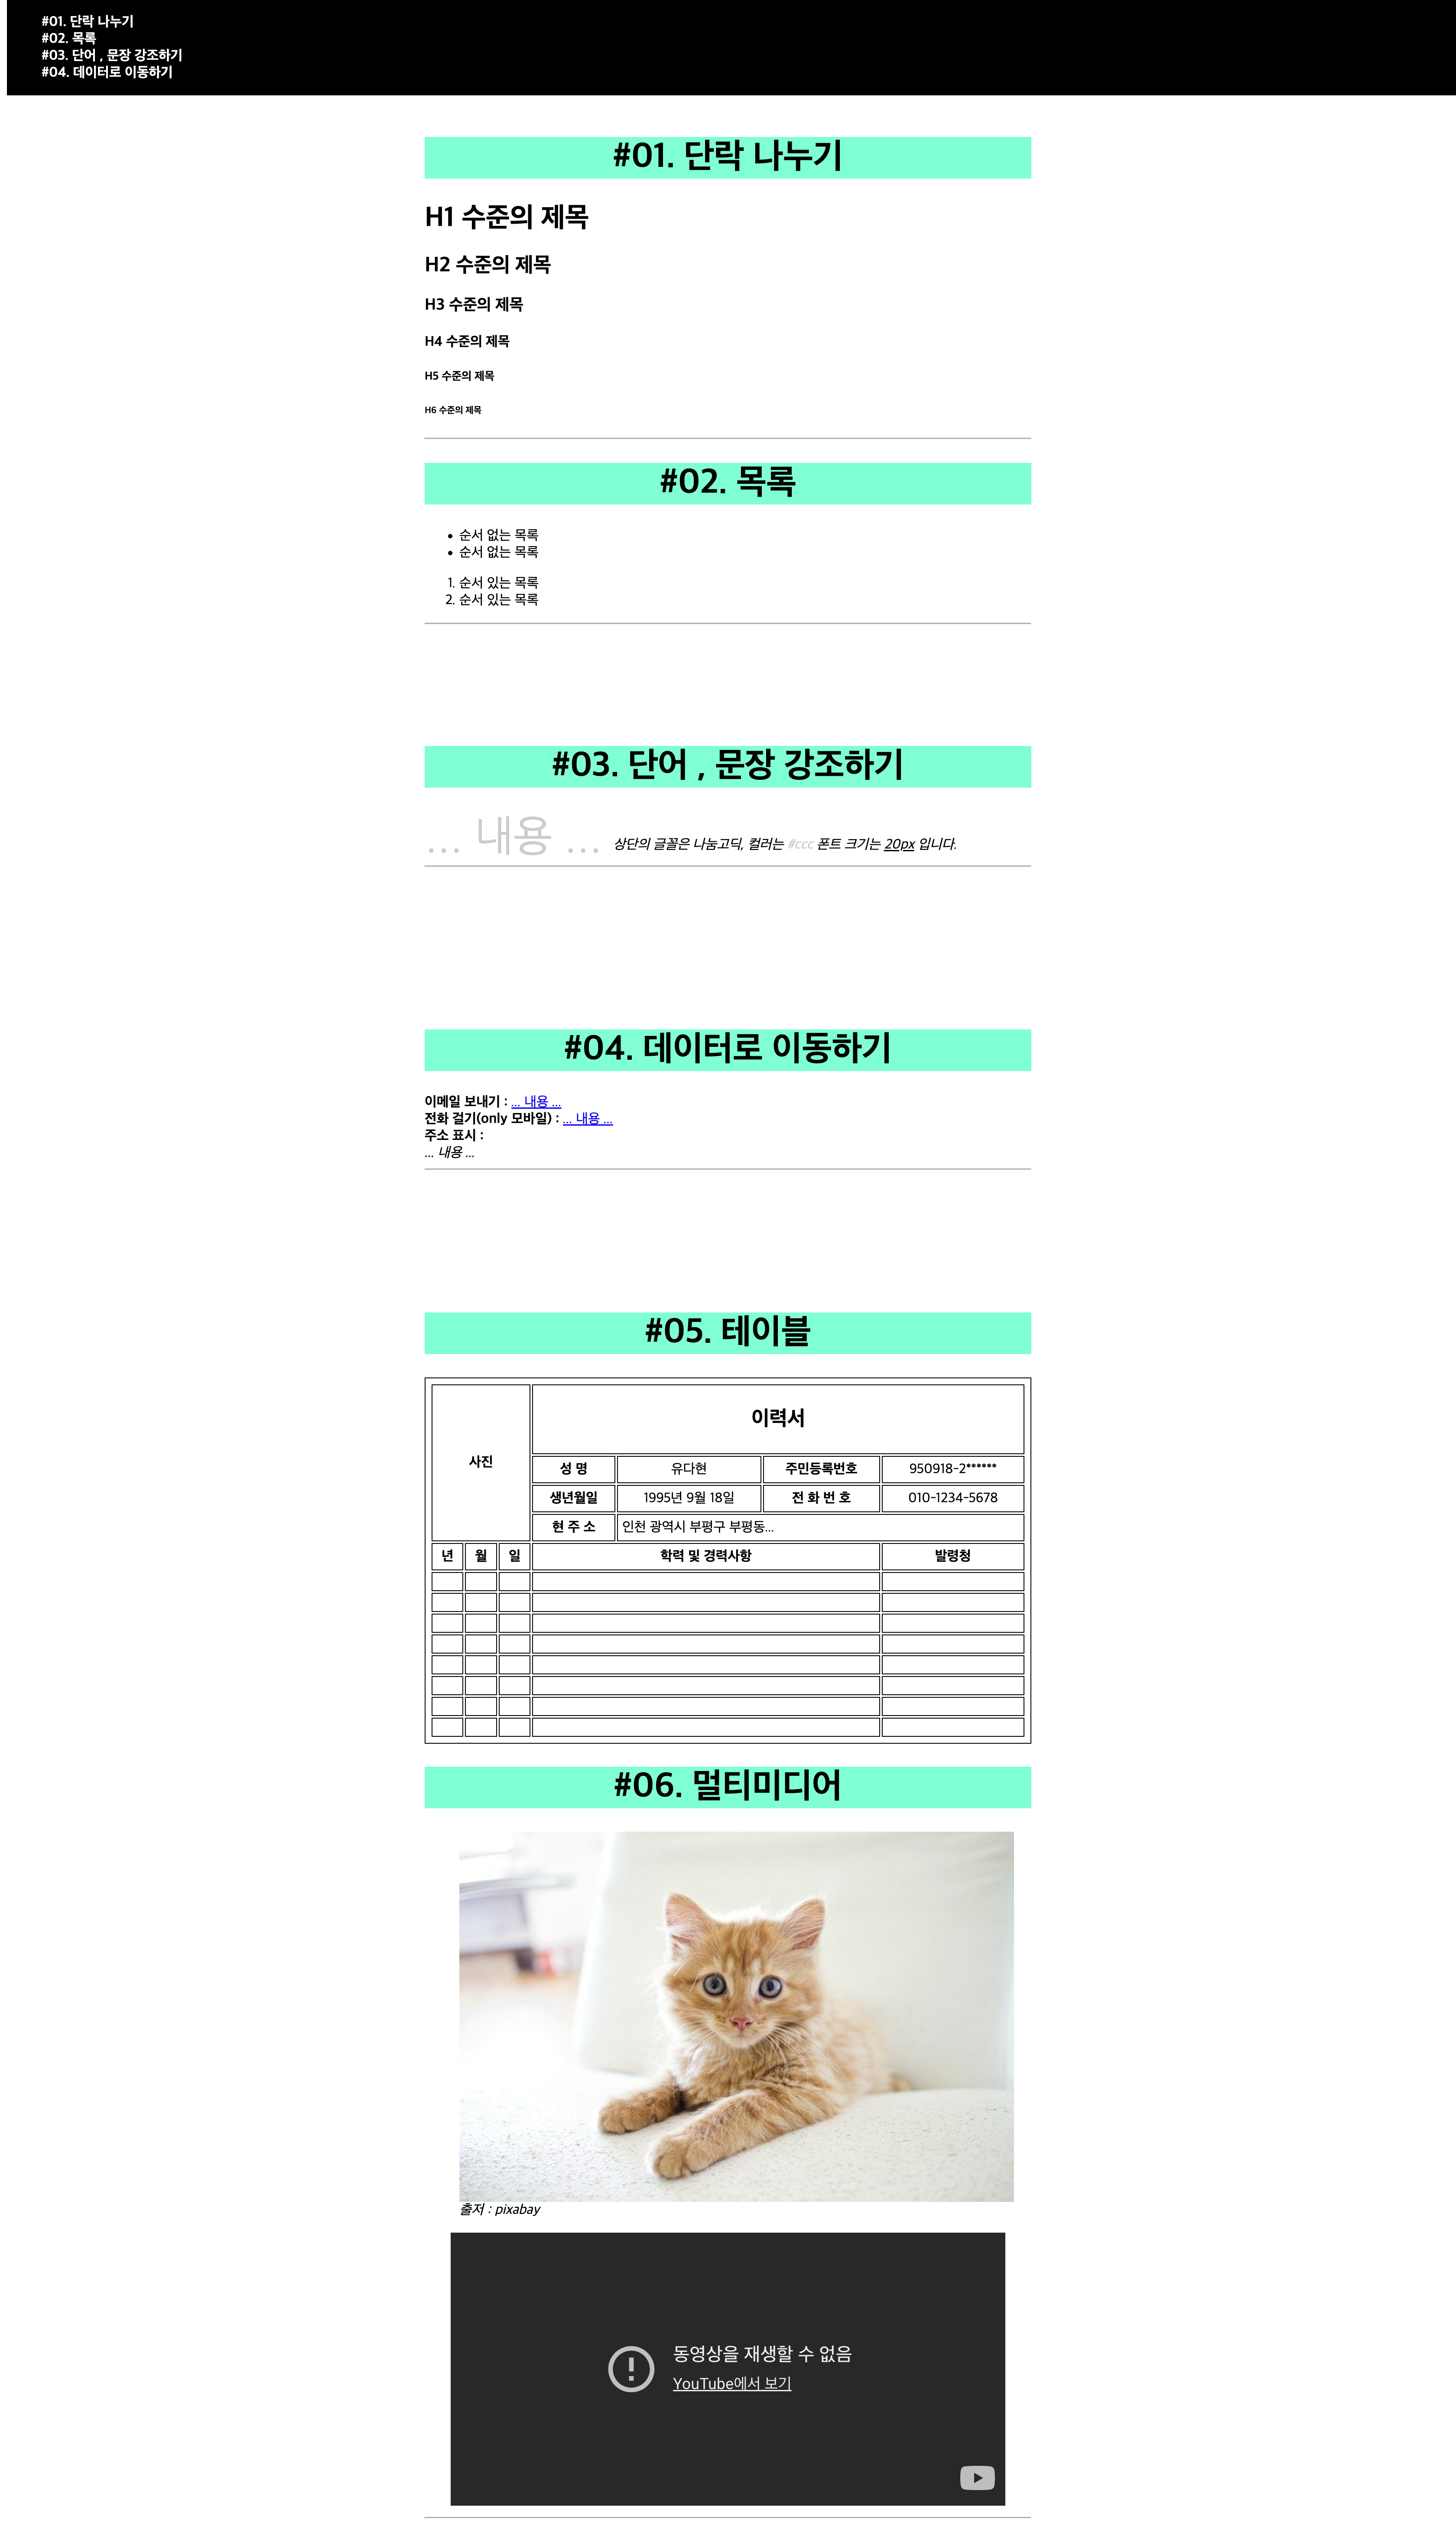 #01. 단락 나누기
#02. 목록
#03. 단어 , 문장 강조하기
#04. 데이터로 이동하기
#01. 단락 나누기
H1 수준의 제목
H2 수준의 제목
H3 수준의 제목
H4 수준의 제목
H5 수준의 제목
H6 수준의 제목
#02. 목록
• 순서 없는 목록
• 순서 없는 목록
1. 순서 있는 목록
2. 순서 있는 목록
#03. 단어 , 문장 강조하기
... 내용 ... 상단의 글꼴은 나눔고딕, 컬러는 #ccc 폰트 크기는 20px 입니다.
#04. 데이터로 이동하기
이메일 보내기 : ... 내용 ...
전화 걸기(only 모바일) : ... 내용 ...
주소 표시 :
... 내용 ...
#05. 테이블
사진
이력서
성 명 유다현 주민등록번호 950918-2******
생년월일 1995년 9월 18일 전 화 번 호 010-1234-5678
현 주 소 인천 광역시 부평구 부평동...
년 월 일 학력 및 경력사항 발령청
#06. 멀티미디어
출저 : pixabay
동영상을 재생할 수 없음
YouTube에서 보기